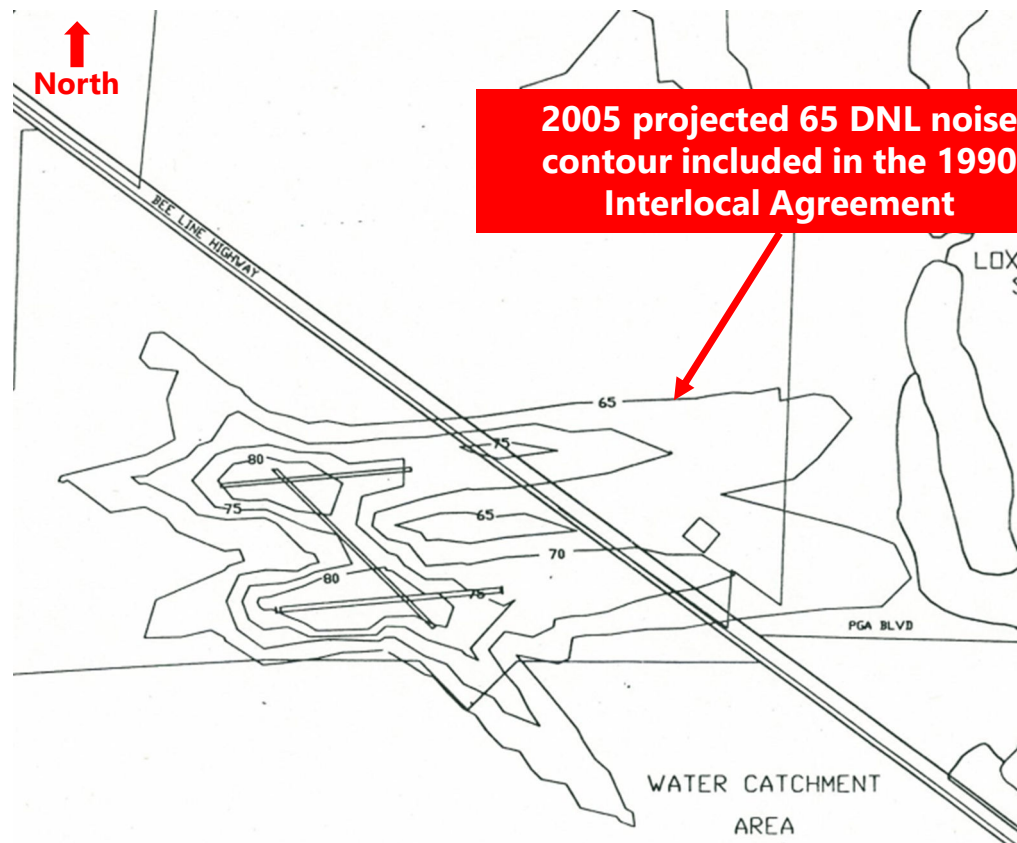 North
2005 projected 65 DNL noise
contour included in the 1990
Interlocal Agreement
BEE LINE HIGHWAY
LOX
S
65
75
80
75
65
70
80
75
PGA BLVD
WATER CATCHMENT
AREA